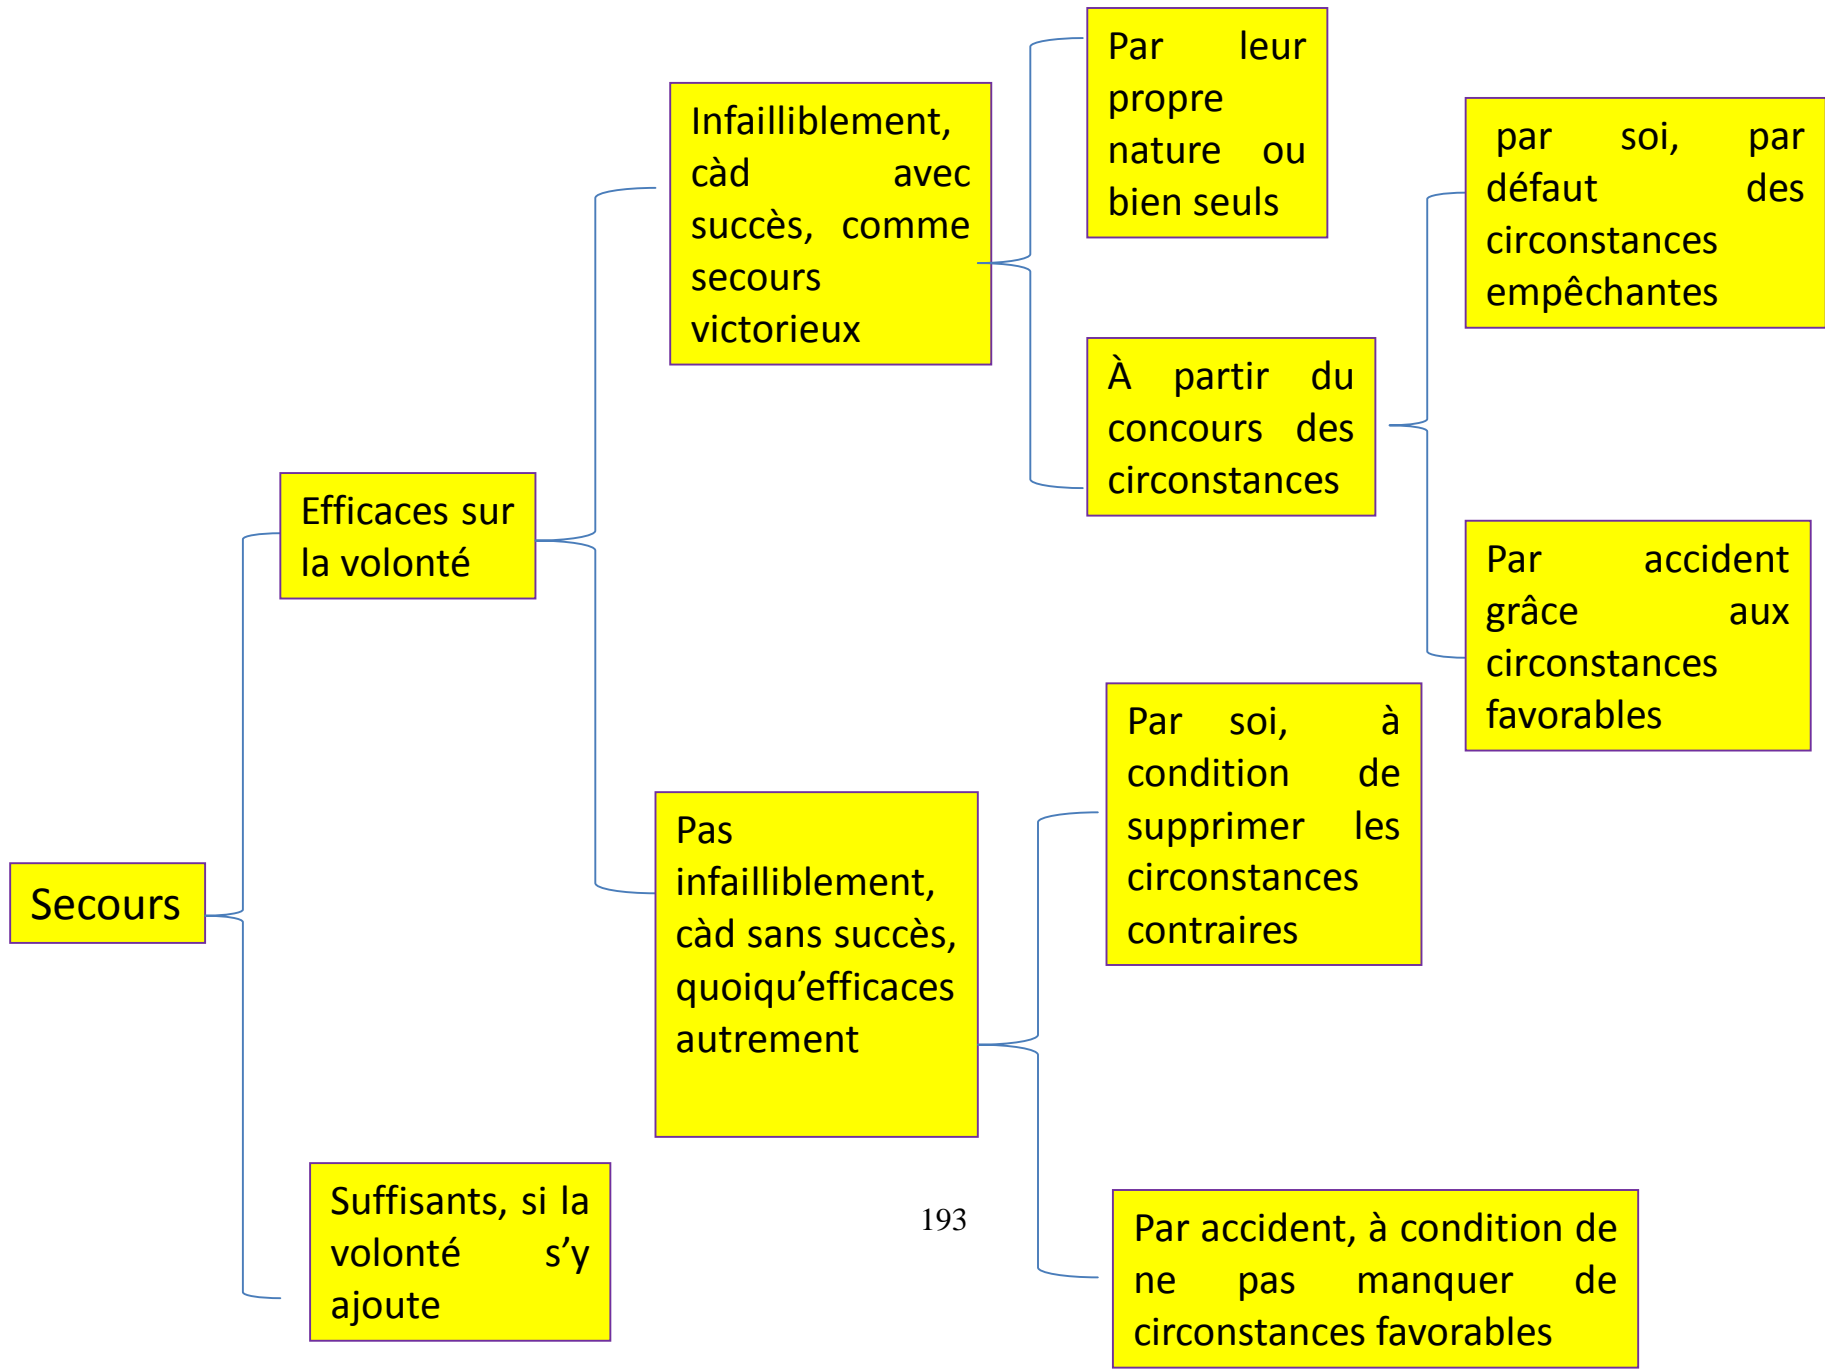 Secours
Efficaces sur
la volonté
Suffisants, si la
volonté s'y
ajoute
Infailliblement,
càd avec
succès, comme
secours
victorieux
Pas
infailliblement,
càd sans succès,
quoiqu’efficaces
autrement
Par leur
propre
nature ou
bien seuls
À partir du
concours des
circonstances
par soi, par
défaut des
circonstances
empêchantes
Par accident
grâce aux
circonstances
favorables
Par soi, à
condition de
supprimer les
circonstances
contraires
Par accident, à condition de
ne pas manquer de
circonstances favorables
193